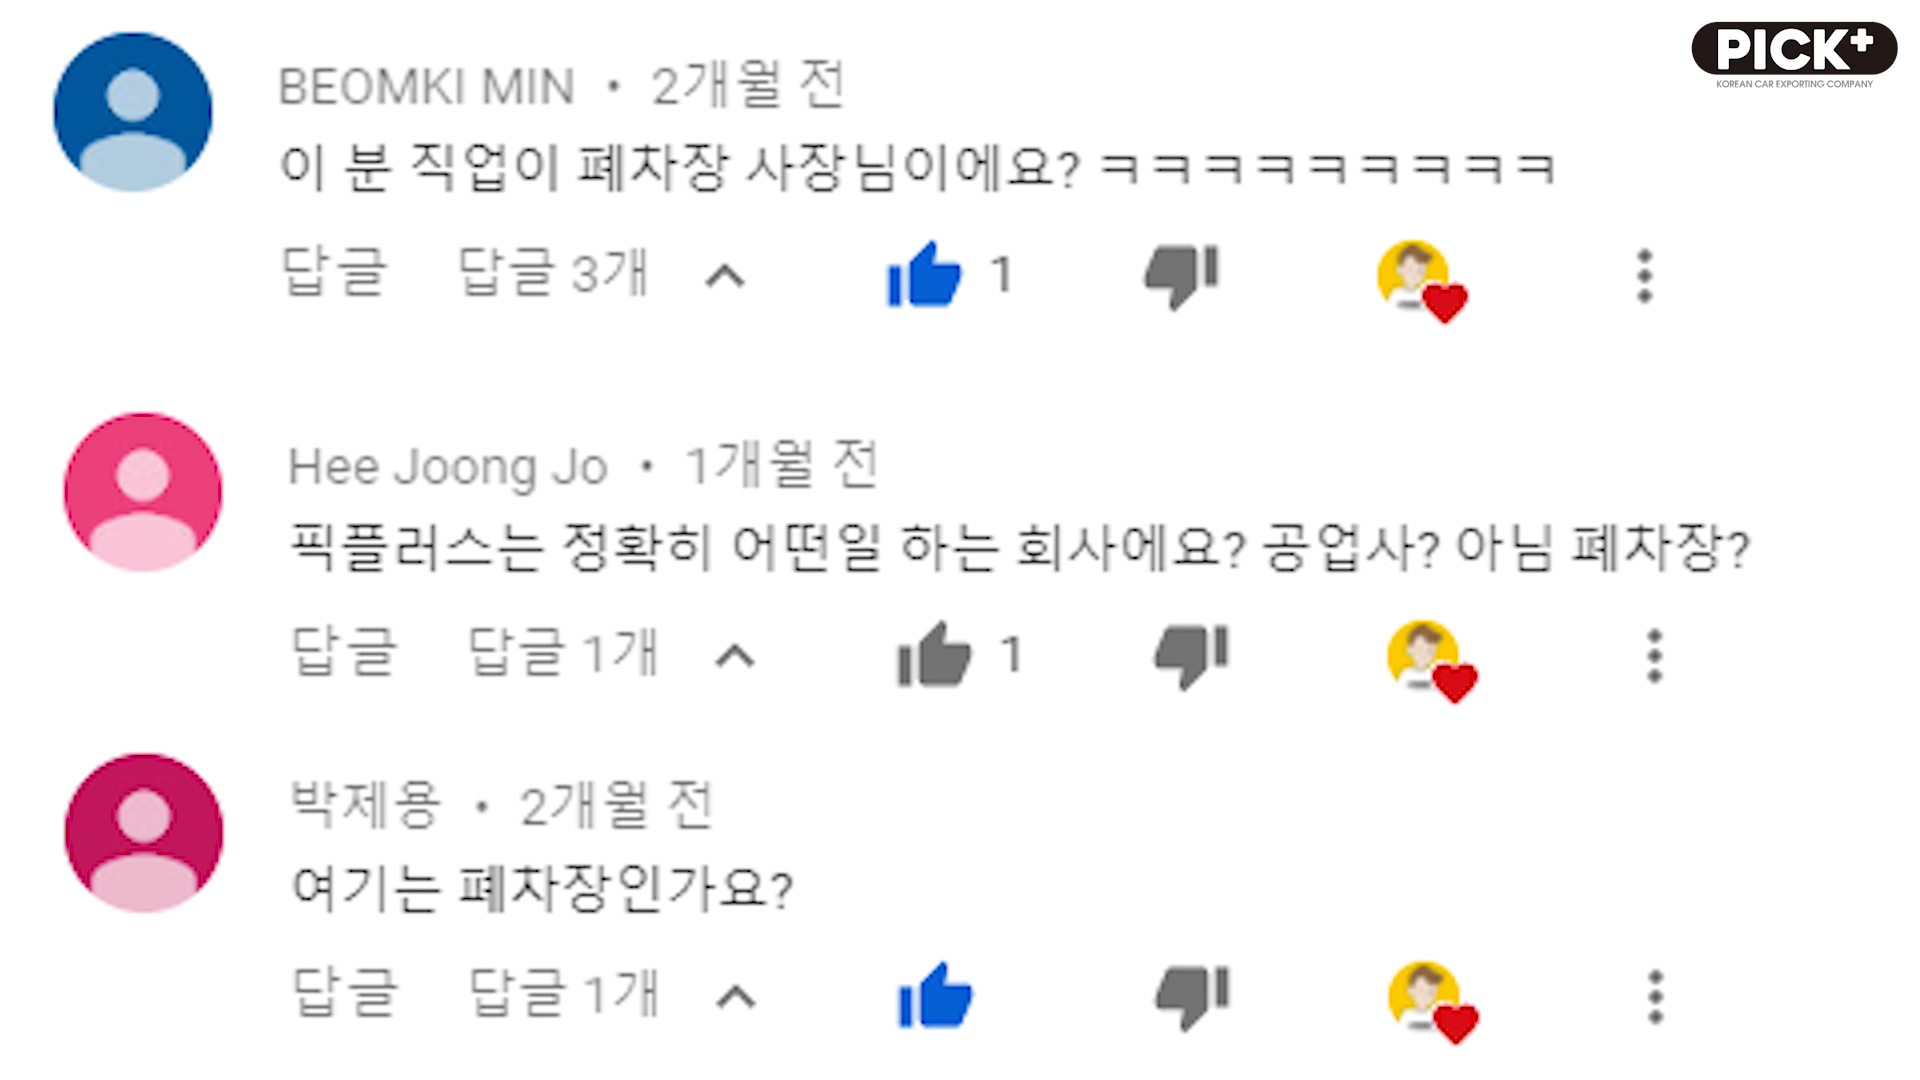 PICK+
KOREAN CAR EXPORTING COMPANY
BEOMKI MIN • 2개월 전
이 분 직업이 폐차장 사장님이에요? ㅋㅋㅋㅋㅋㅋㅋㅋㅋ
답글 답글 3개 1
Hee Joong Jo • 1개월 전
픽플러스는 정확히 어떤일 하는 회사에요? 공업사? 아님 폐차장?
답글 답글 1개 1
박제용 • 2개월 전
여기는 폐차장인가요?
답글 답글 1개